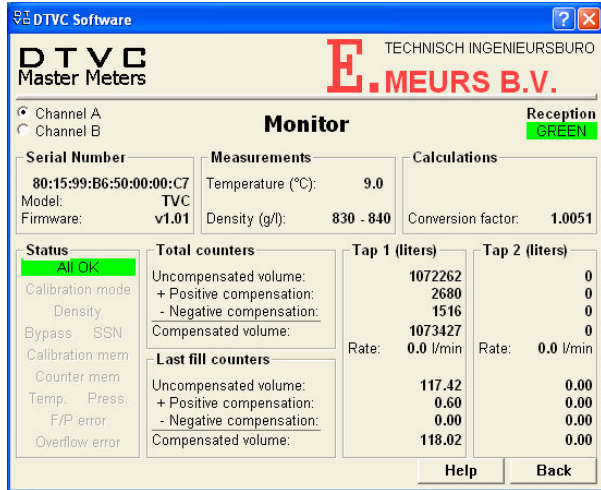 DTVC Software
DTVC
Master Meters
TECHNISCH INGENIEURSBURO
E. MEURS B.V.
Channel A
Channel B
Monitor
Reception
GREEN
Serial Number
80:15:99:B6:50:00:00:C7
Model: TVC
Firmware: v1.01
Measurements
Temperature (°C): 9.0
Density (g/l): 830 - 840
Calculations
Conversion factor: 1.0051
Status
All OK
Calibration mode
Density
Bypass SSN
Calibration mem
Counter mem
Temp. Press.
F/P error
Overflow error
Total counters Tap 1 (liters) Tap 2 (liters)
Uncompensated volume: 1072262 0
+ Positive compensation: 2680 0
- Negative compensation: 1516 0
Compensated volume: 1073427 0
Rate: 0.0 l/min Rate: 0.0 l/min
Last fill counters
Uncompensated volume: 117.42 0.00
+ Positive compensation: 0.60 0.00
- Negative compensation: 0.00 0.00
Compensated volume: 118.02 0.00
Help Back